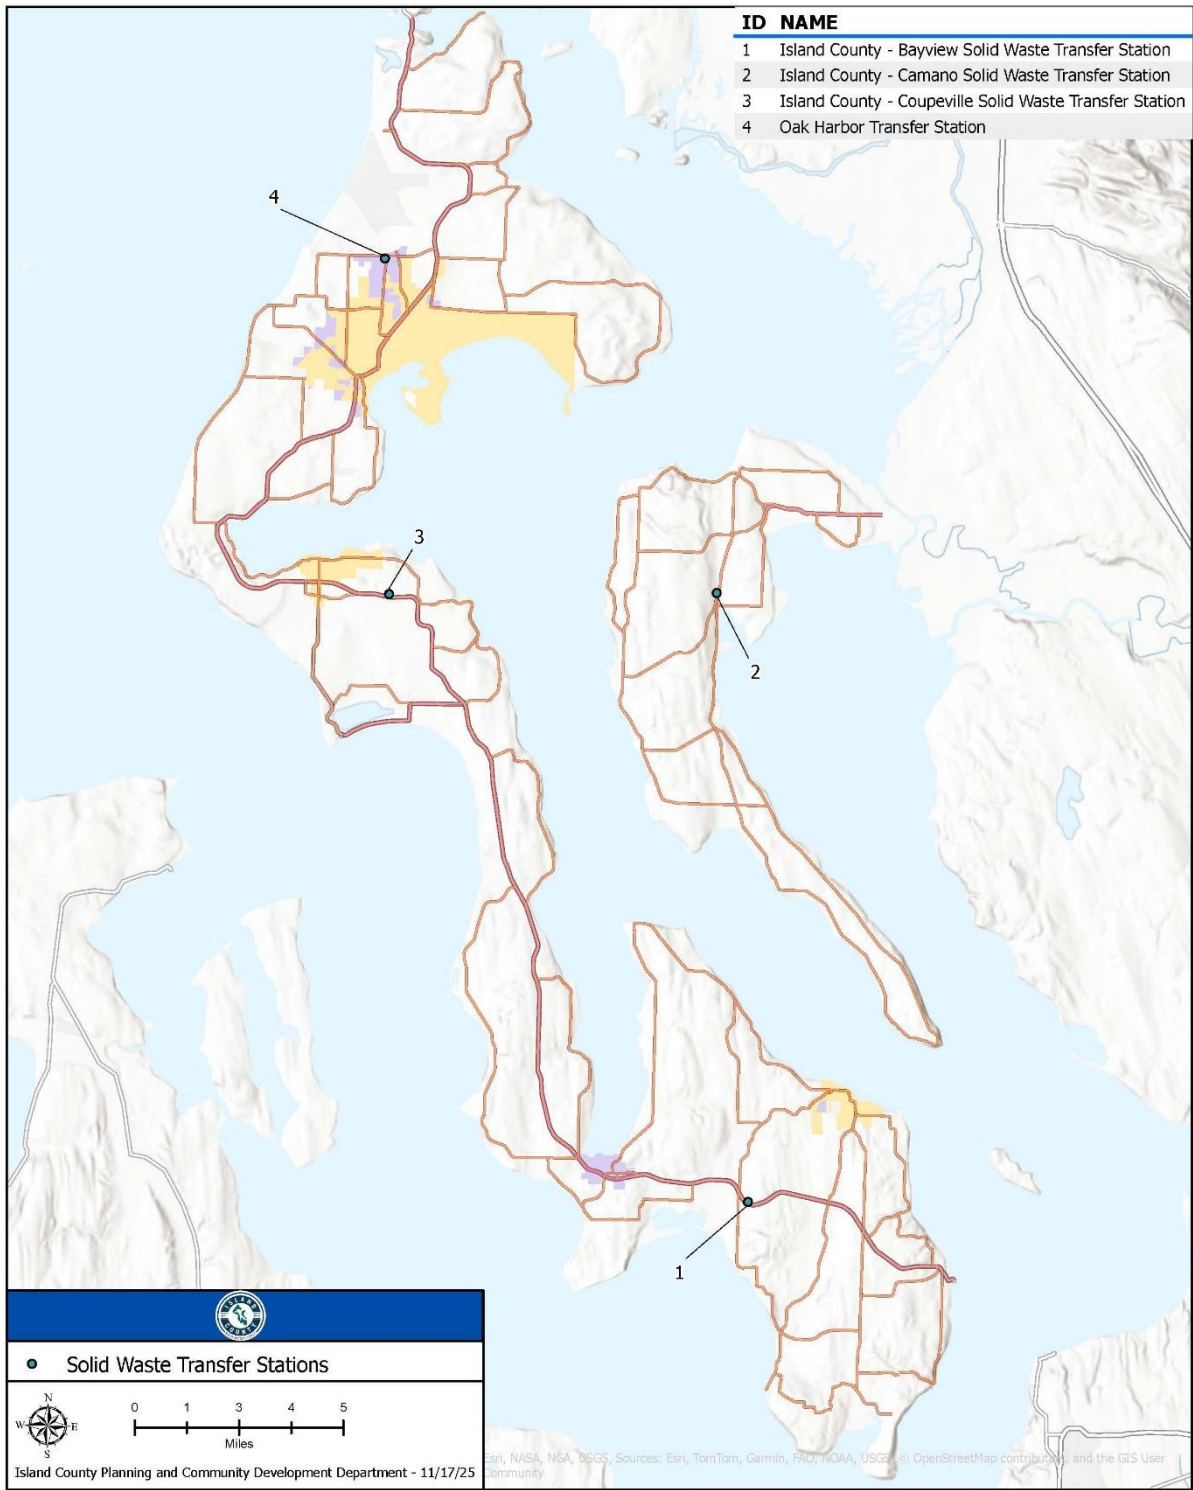 ID NAME
1 Island County - Bayview Solid Waste Transfer Station
2 Island County - Camano Solid Waste Transfer Station
3 Island County - Coupeville Solid Waste Transfer Station
4 Oak Harbor Transfer Station
4
3
2
1
ISLAND
COUNTY
Solid Waste Transfer Stations
N
W E
S
0 1 3 4 5
Miles
Island County Planning and Community Development Department - 11/17/25
Esri, NASA, NGA, USGS, Sources: Esri, TomTom, Garmin, FAO, NOAA, USGS, © OpenStreetMap contributors, and the GIS User
Community